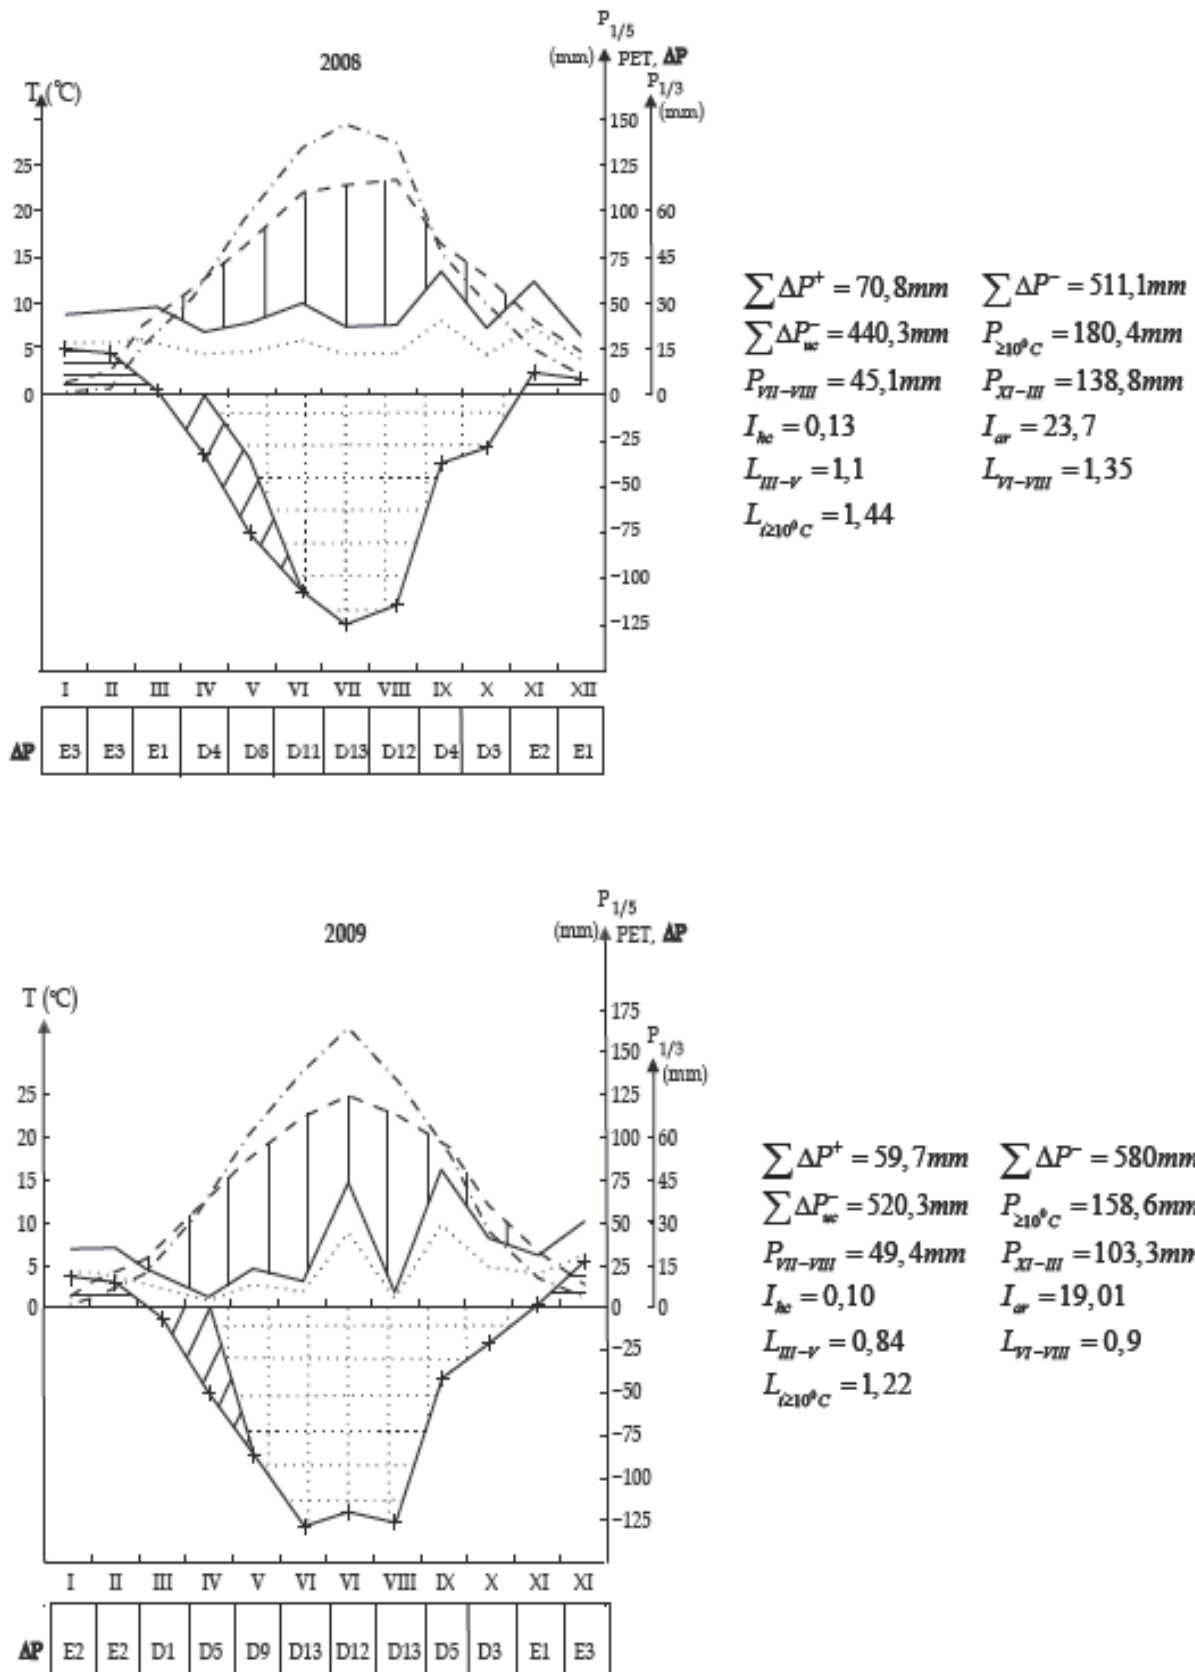 P1/5
2008
(mm) PET, ΔP
T (°C)
P1/3
(mm)
150
25 125
20 100 60
15 75 45
10 50 30
5 25 15
0 0 0
−25
−50
−75
−100
−125
I II III IV V VI VII VIII IX X XI XII
ΔP E3 E3 E1 D4 D8 D11 D13 D12 D4 D3 E2 E1
∑ΔP⁺ = 70,8mm ∑ΔP⁻ = 511,1mm
∑ΔP⁻uc = 440,3mm P≥10⁰C = 180,4mm
PVII−VIII = 45,1mm PXI−III = 138,8mm
Ihc = 0,13 Iar = 23,7
LIII−V = 1,1 LVI−VIII = 1,35
Lt≥10⁰C = 1,44
P1/5
2009
(mm) PET, ΔP
T (°C)
175
P1/3
150
(mm)
25 125
20 100 60
15 75 45
10 50 30
5 25 15
0 0 0
−25
−50
−75
−100
−125
I II III IV V VI VI VIII IX X XI XI
ΔP E2 E2 D1 D5 D9 D13 D12 D13 D5 D3 E1 E3
∑ΔP⁺ = 59,7mm ∑ΔP⁻ = 580mm
∑ΔP⁻uc = 520,3mm P≥10⁰C = 158,6mm
PVII−VIII = 49,4mm PXI−III = 103,3mm
Ihc = 0,10 Iar = 19,01
LIII−V = 0,84 LVI−VIII = 0,9
Lt≥10⁰C = 1,22